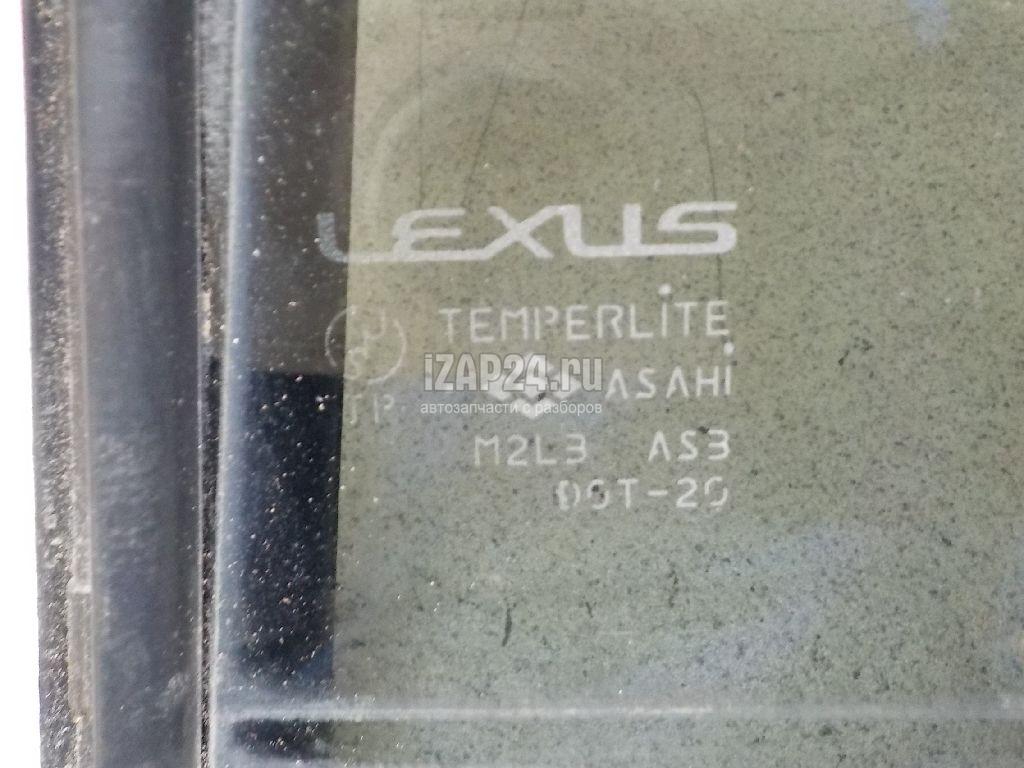 LEXUS
TEMPERLITE
iZAP24.ru
ASAHI
автозапчасти с разборов
M2L3 AS3
DOT-20